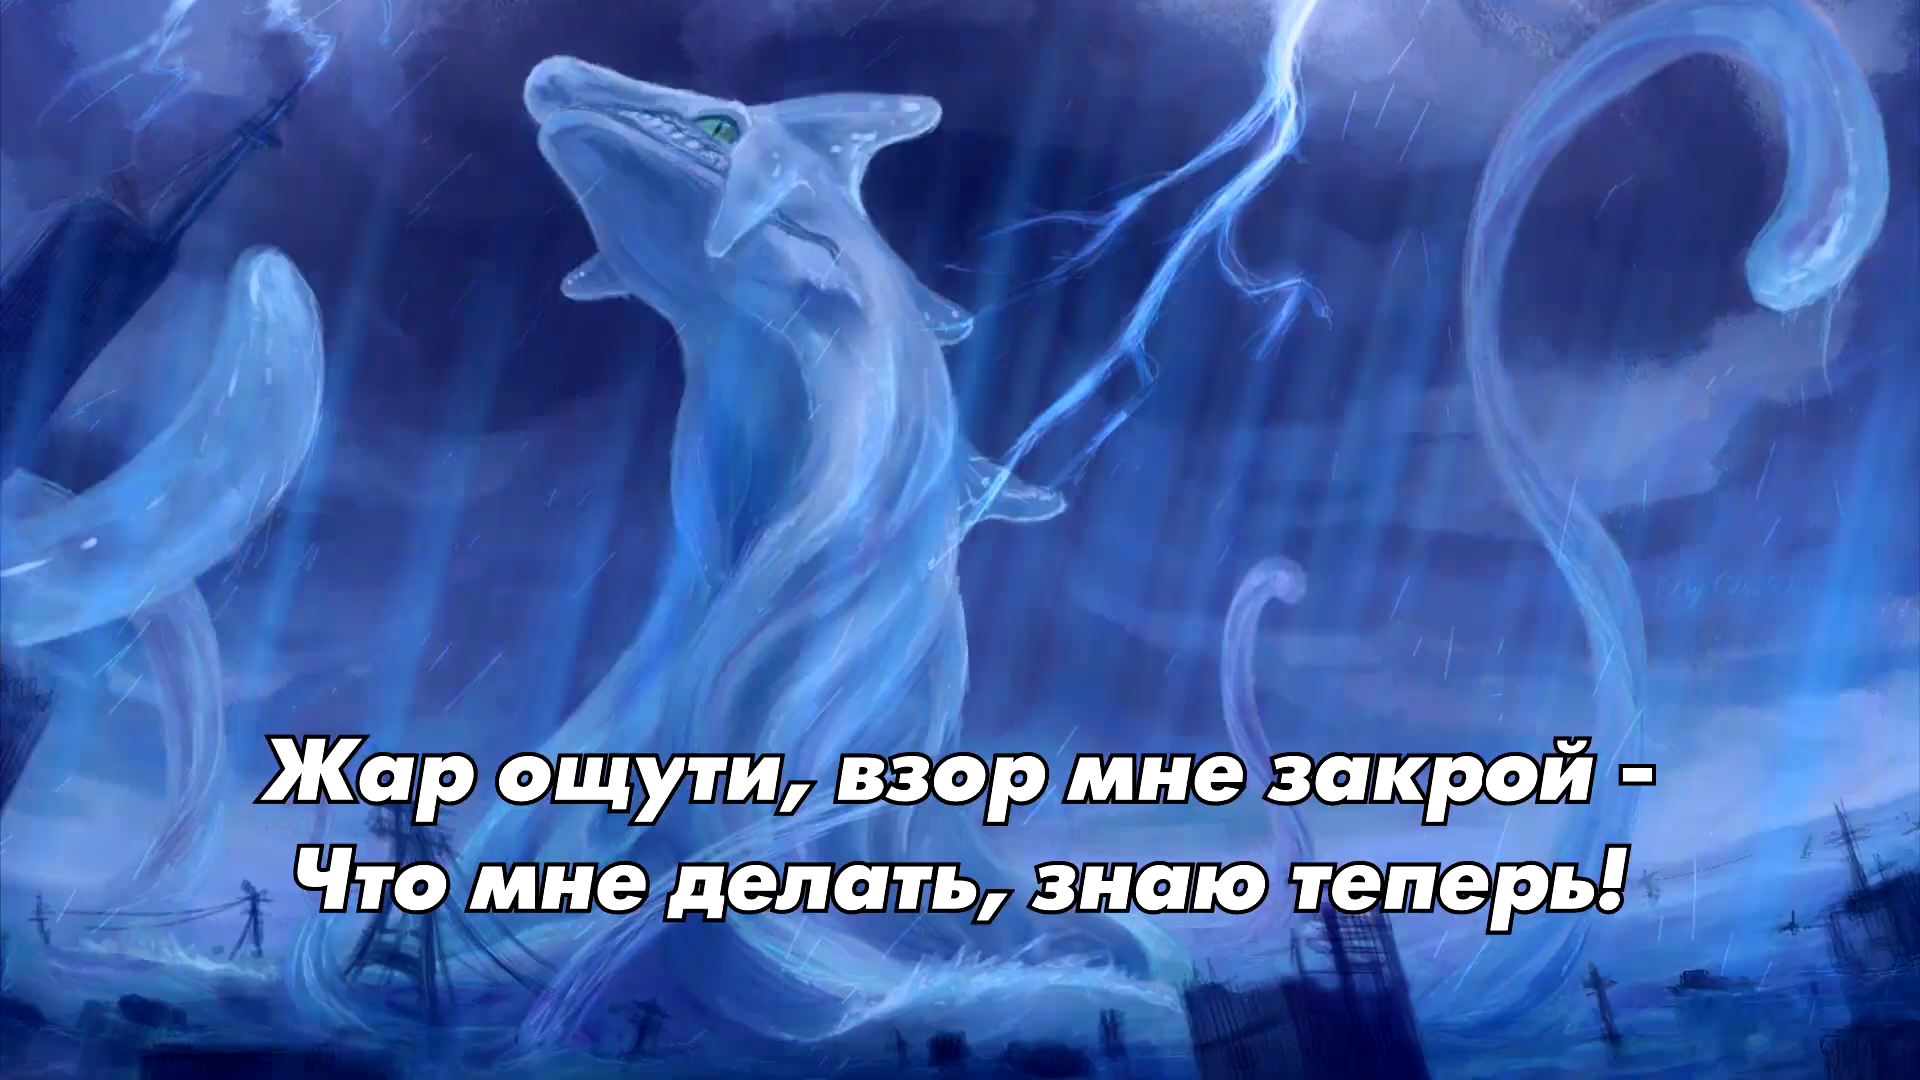 Жар ощути, взор мне закрой -
Что мне делать, знаю теперь!